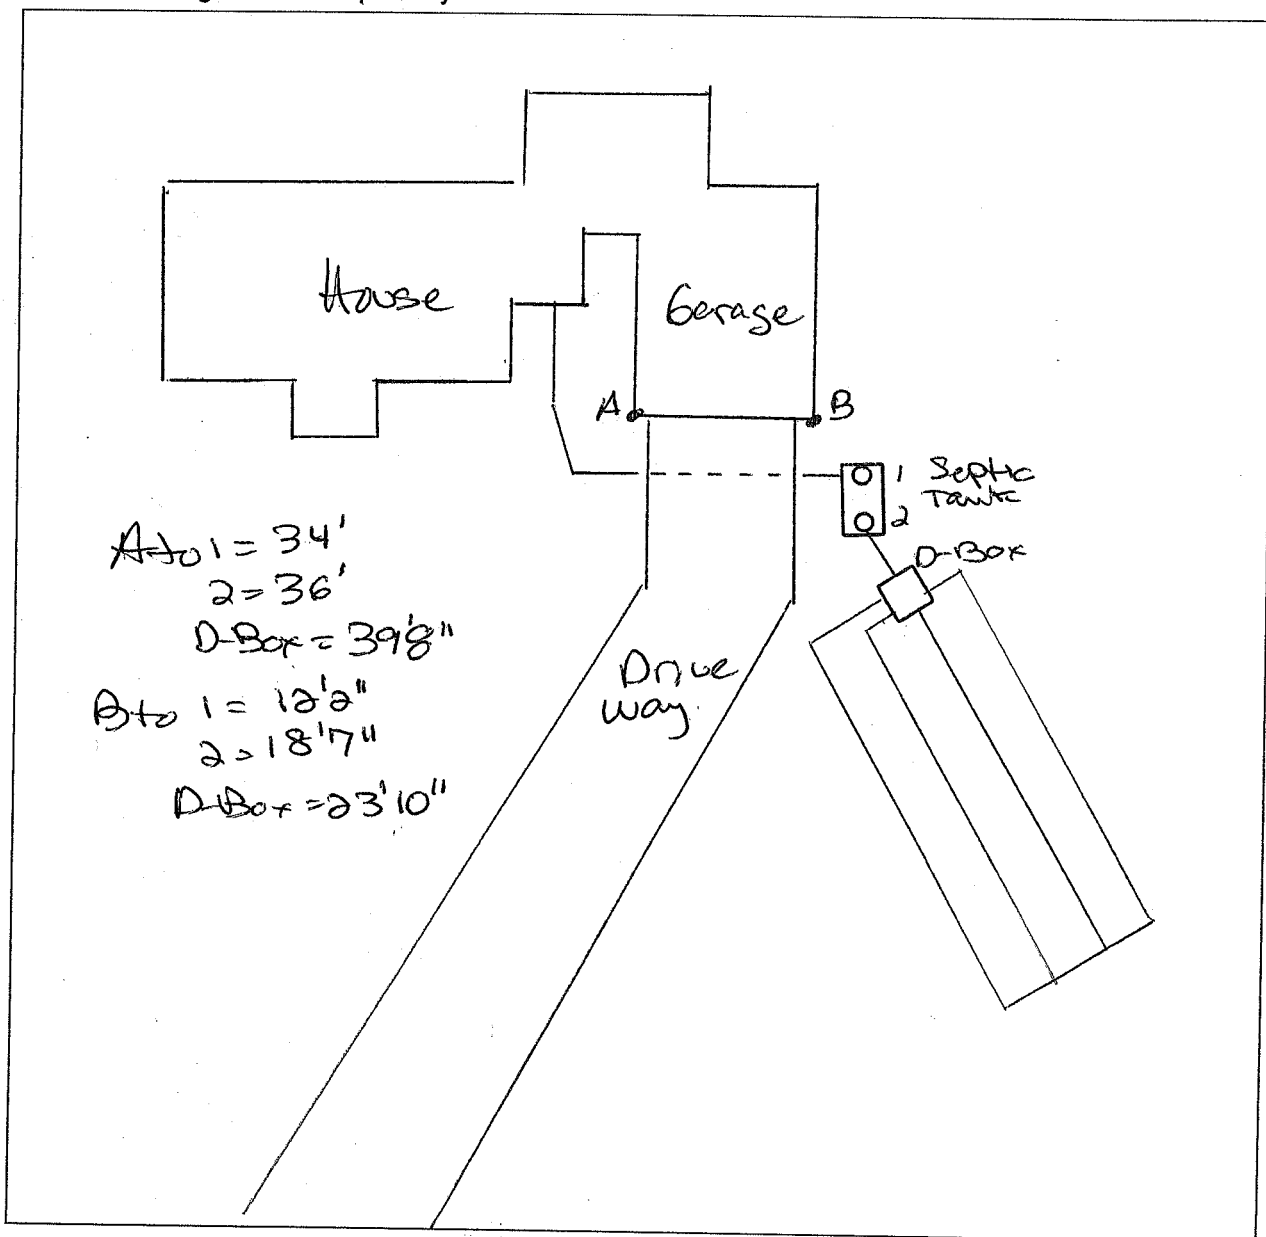 House
Gerage
A
B
1 Septic
Tank
2
D-Box
A to 1 = 34'
2 = 36'
D-Box = 39'8"
B to 1 = 12'2"
2 = 18'7"
D-Box = 23'10"
Drive
way